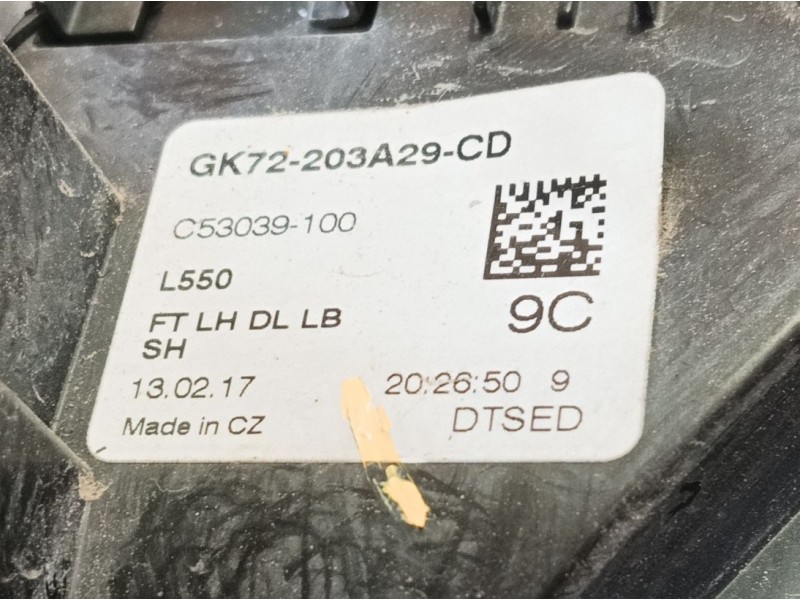 GK72-203A29-CD
C53039-100
L550
9C
FT LH DL LB
SH
13.02.17 20:26:50 9
Made in CZ DTSED